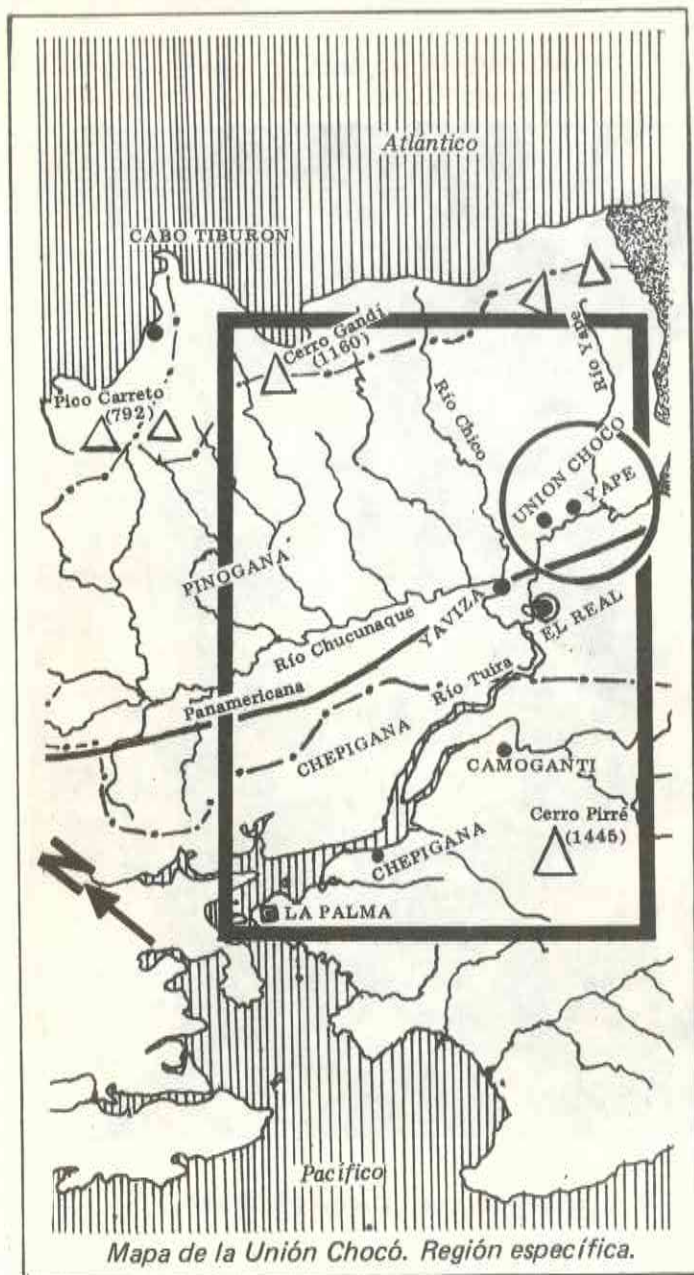 Atlántico
CABO TIBURON
Cerro Gandí
(1160)
Pico Carreto
(792)
Río Yape
Río Chico
UNION CHOCO
YAPE
PINOGANA
YAVIZA
EL REAL
Río Chucunaque
Río Tuira
Panamericana
CHEPIGANA
CAMOGANTI
Cerro Pirré
(1445)
CHEPIGANA
N
LA PALMA
Pacífico
Mapa de la Unión Chocó. Región específica.